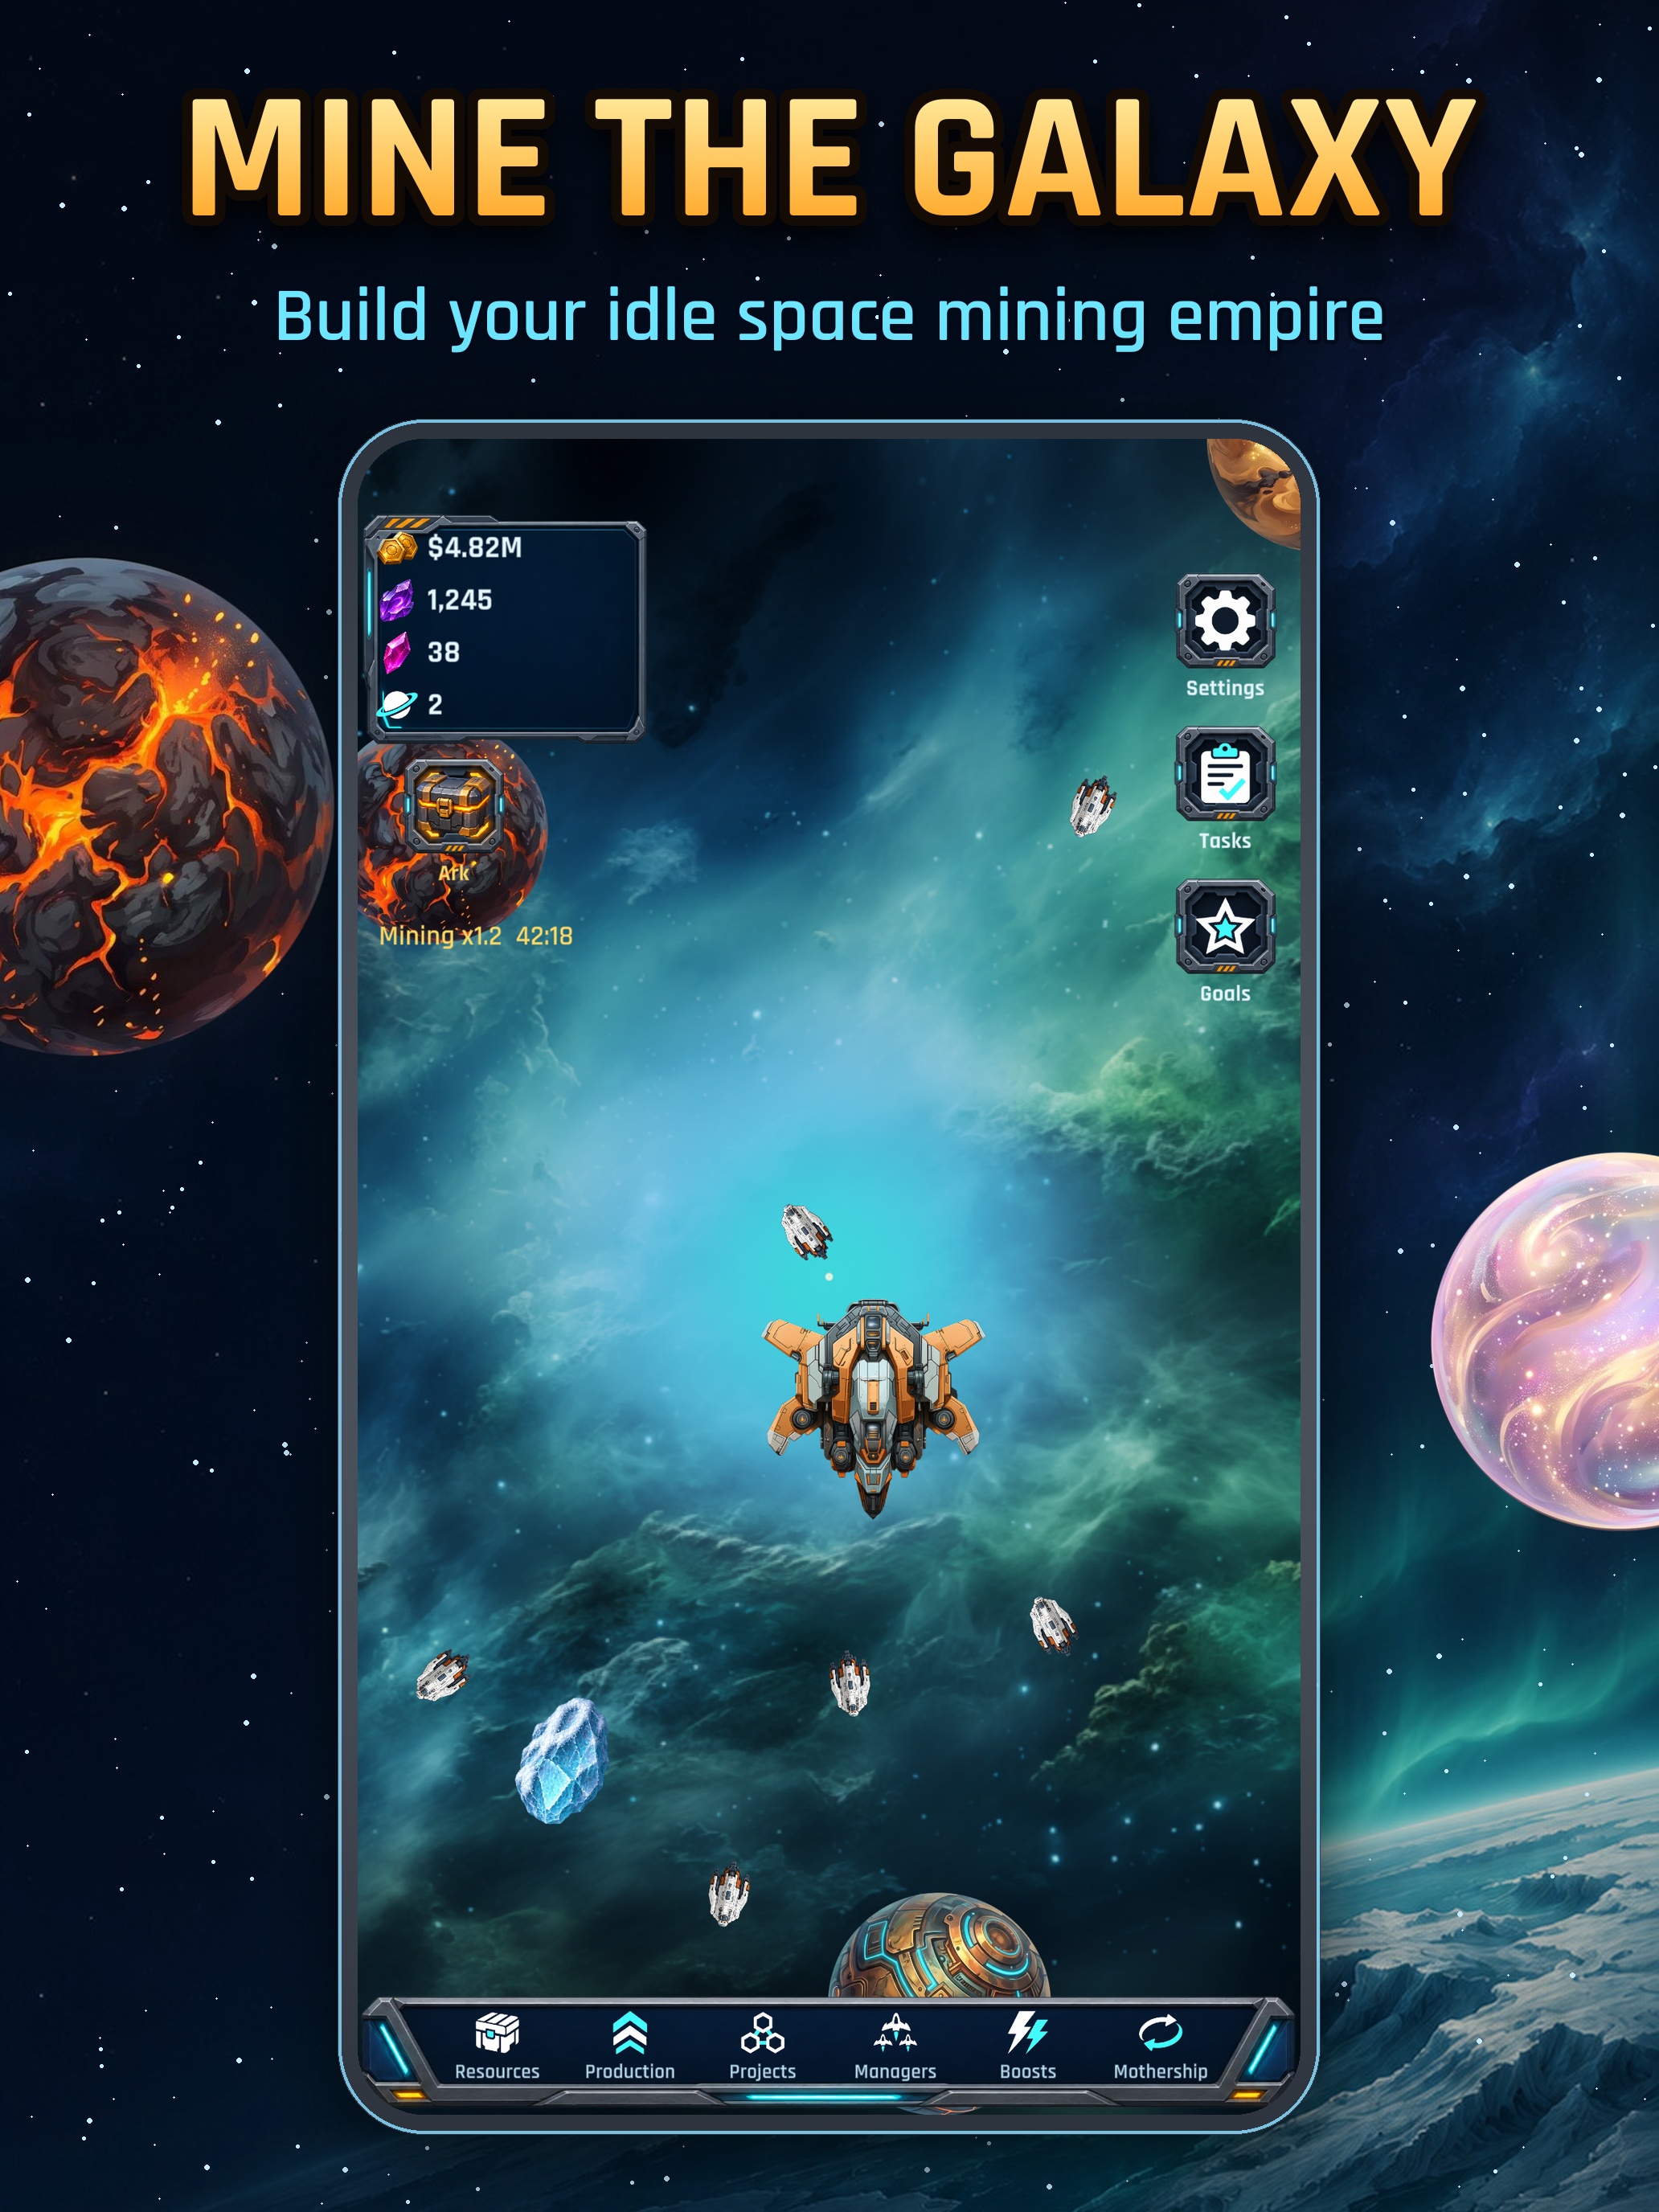 MINE THE GALAXY
Build your idle space mining empire
$4.82M
1,245
38
2
Settings
Tasks
Ark
Mining x1.2 42:18
Goals
Resources
Production
Projects
Managers
Boosts
Mothership